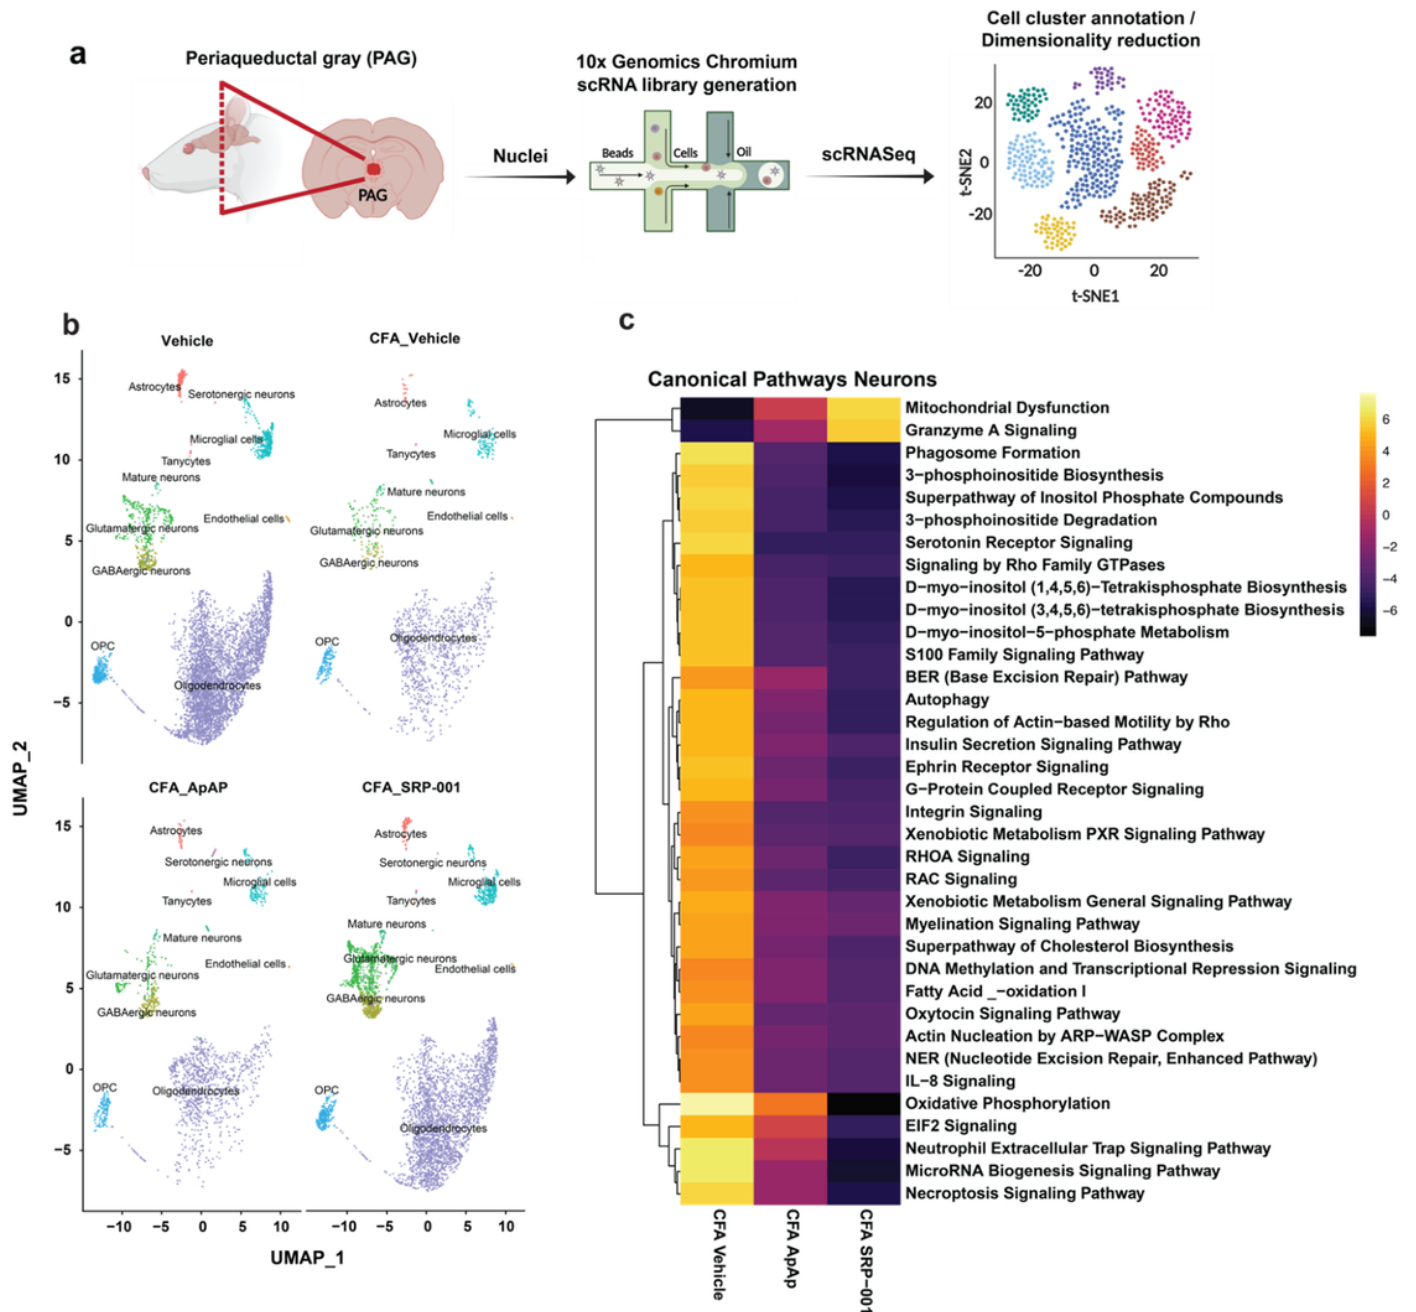 a
Periaqueductal gray (PAG)
PAG
Nuclei
10x Genomics Chromium
scRNA library generation
Beads
Cells
Oil
scRNASeq
Cell cluster annotation /
Dimensionality reduction
20
0
-20
t-SNE2
-20 0 20
t-SNE1
b
Vehicle
Astrocytes
Serotonergic neurons
Microglial cells
Tanycytes
Mature neurons
Endothelial cells
Glutamatergic neurons
GABAergic neurons
OPC
Oligodendrocytes
CFA_Vehicle
Astrocytes
Microglial cells
Tanycytes
Mature neurons
Endothelial cells
Glutamatergic neurons
GABAergic neurons
OPC
Oligodendrocytes
15
10
5
0
−5
CFA_ApAP
Astrocytes
Serotonergic neurons
Microglial cells
Tanycytes
Mature neurons
Endothelial cells
Glutamatergic neurons
GABAergic neurons
OPC
Oligodendrocytes
CFA_SRP-001
Astrocytes
Serotonergic neurons
Microglial cells
Tanycytes
Mature neurons
Glutamatergic neurons
Endothelial cells
GABAergic neurons
OPC
Oligodendrocytes
15
10
5
0
−5
UMAP_2
−10 −5 0 5 10
−10 −5 0 5 10
UMAP_1
c
Canonical Pathways Neurons
Mitochondrial Dysfunction
Granzyme A Signaling
Phagosome Formation
3−phosphoinositide Biosynthesis
Superpathway of Inositol Phosphate Compounds
3−phosphoinositide Degradation
Serotonin Receptor Signaling
Signaling by Rho Family GTPases
D−myo−inositol (1,4,5,6)−Tetrakisphosphate Biosynthesis
D−myo−inositol (3,4,5,6)−tetrakisphosphate Biosynthesis
D−myo−inositol−5−phosphate Metabolism
S100 Family Signaling Pathway
BER (Base Excision Repair) Pathway
Autophagy
Regulation of Actin−based Motility by Rho
Insulin Secretion Signaling Pathway
Ephrin Receptor Signaling
G−Protein Coupled Receptor Signaling
Integrin Signaling
Xenobiotic Metabolism PXR Signaling Pathway
RHOA Signaling
RAC Signaling
Xenobiotic Metabolism General Signaling Pathway
Myelination Signaling Pathway
Superpathway of Cholesterol Biosynthesis
DNA Methylation and Transcriptional Repression Signaling
Fatty Acid _−oxidation I
Oxytocin Signaling Pathway
Actin Nucleation by ARP−WASP Complex
NER (Nucleotide Excision Repair, Enhanced Pathway)
IL−8 Signaling
Oxidative Phosphorylation
EIF2 Signaling
Neutrophil Extracellular Trap Signaling Pathway
MicroRNA Biogenesis Signaling Pathway
Necroptosis Signaling Pathway
CFA Vehicle
CFA ApAp
CFA SRP−001
6
4
2
0
−2
−4
−6